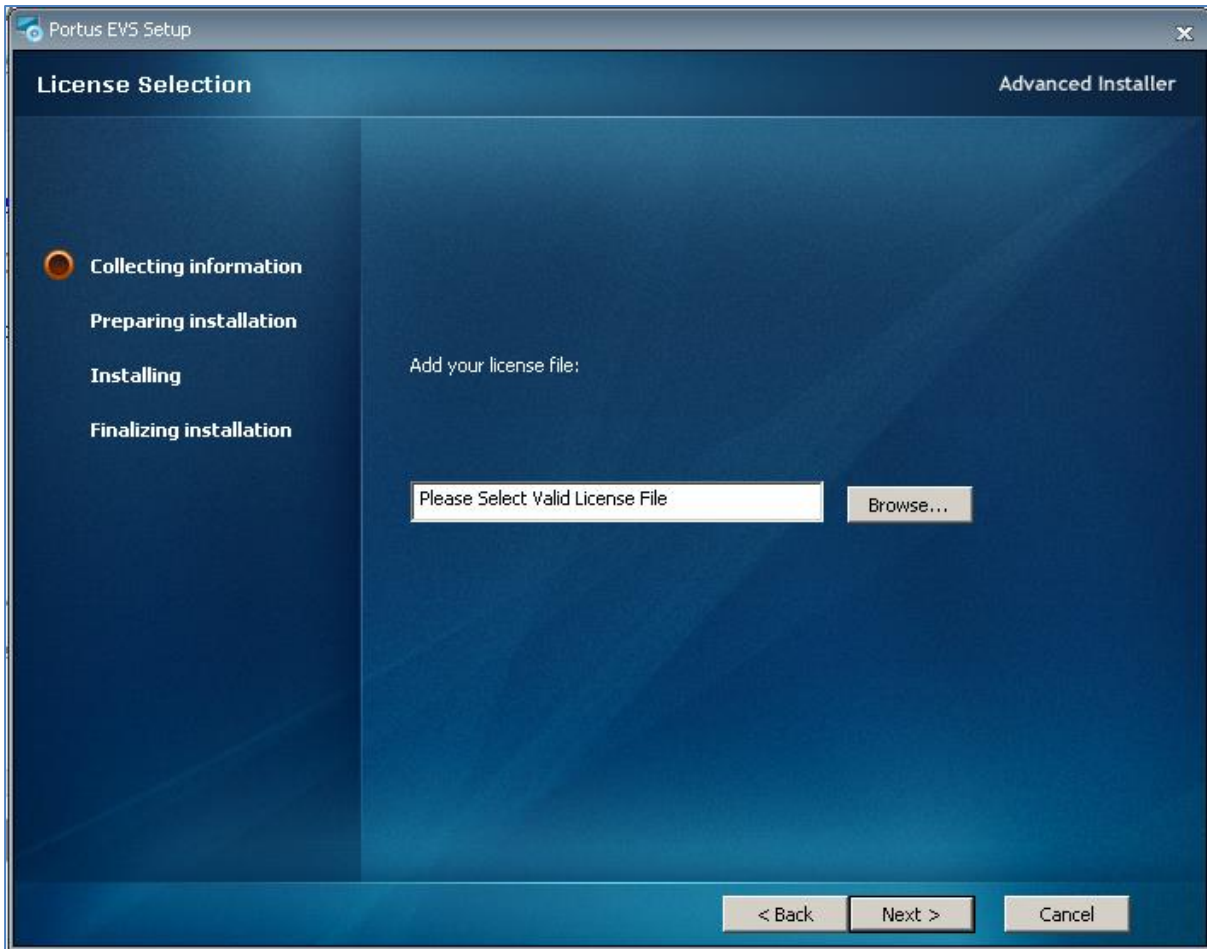 Portus EVS Setup
License Selection
Advanced Installer
Collecting information
Preparing installation
Installing
Finalizing installation
Add your license file:
Please Select Valid License File
Browse...
< Back
Next >
Cancel